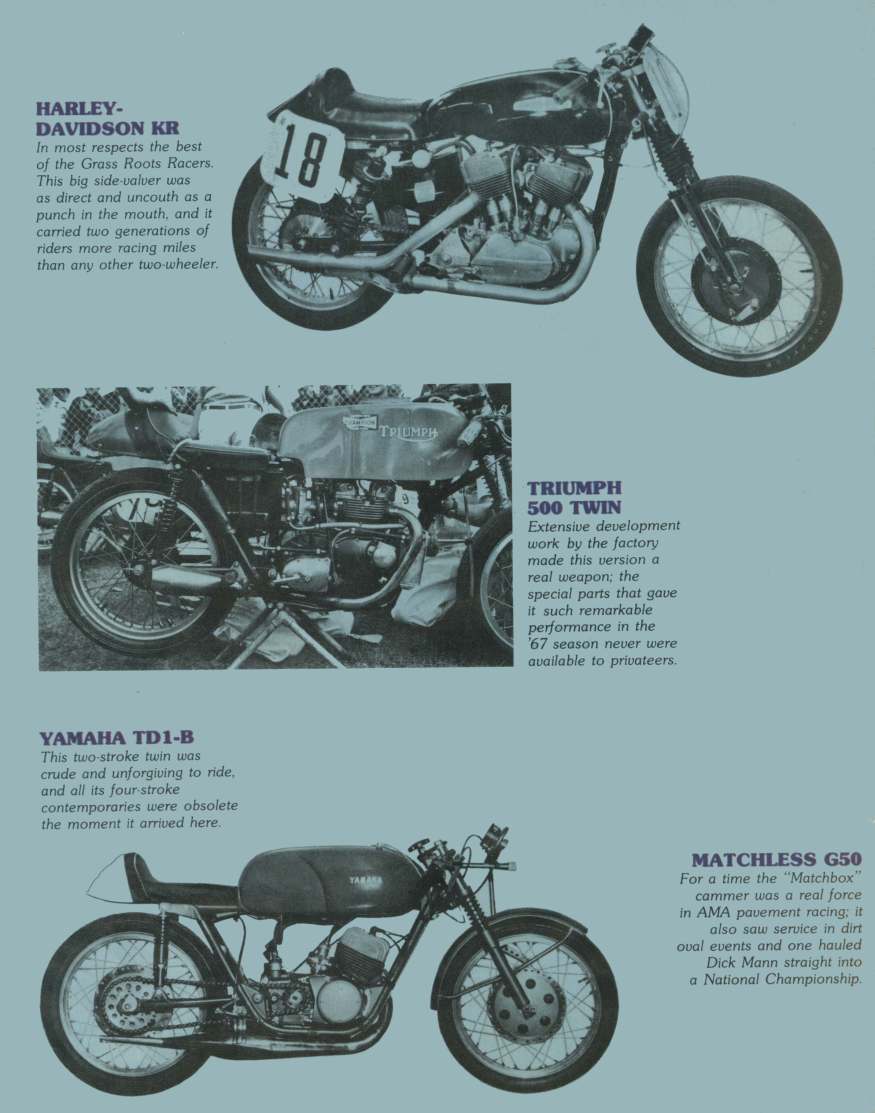 HARLEY-
DAVIDSON KR
In most respects the best
of the Grass Roots Racers.
This big side-valver was
as direct and uncouth as a
punch in the mouth, and it
carried two generations of
riders more racing miles
than any other two-wheeler.
18
CHAMPION
TRIUMPH
9
TRIUMPH
500 TWIN
Extensive development
work by the factory
made this version a
real weapon; the
special parts that gave
it such remarkable
performance in the
'67 season never were
available to privateers.
YAMAHA TD1-B
This two-stroke twin was
crude and unforgiving to ride,
and all its four-stroke
contemporaries were obsolete
the moment it arrived here.
YAMAHA
MATCHLESS G50
For a time the “Matchbox”
cammer was a real force
in AMA pavement racing; it
also saw service in dirt
oval events and one hauled
Dick Mann straight into
a National Championship.